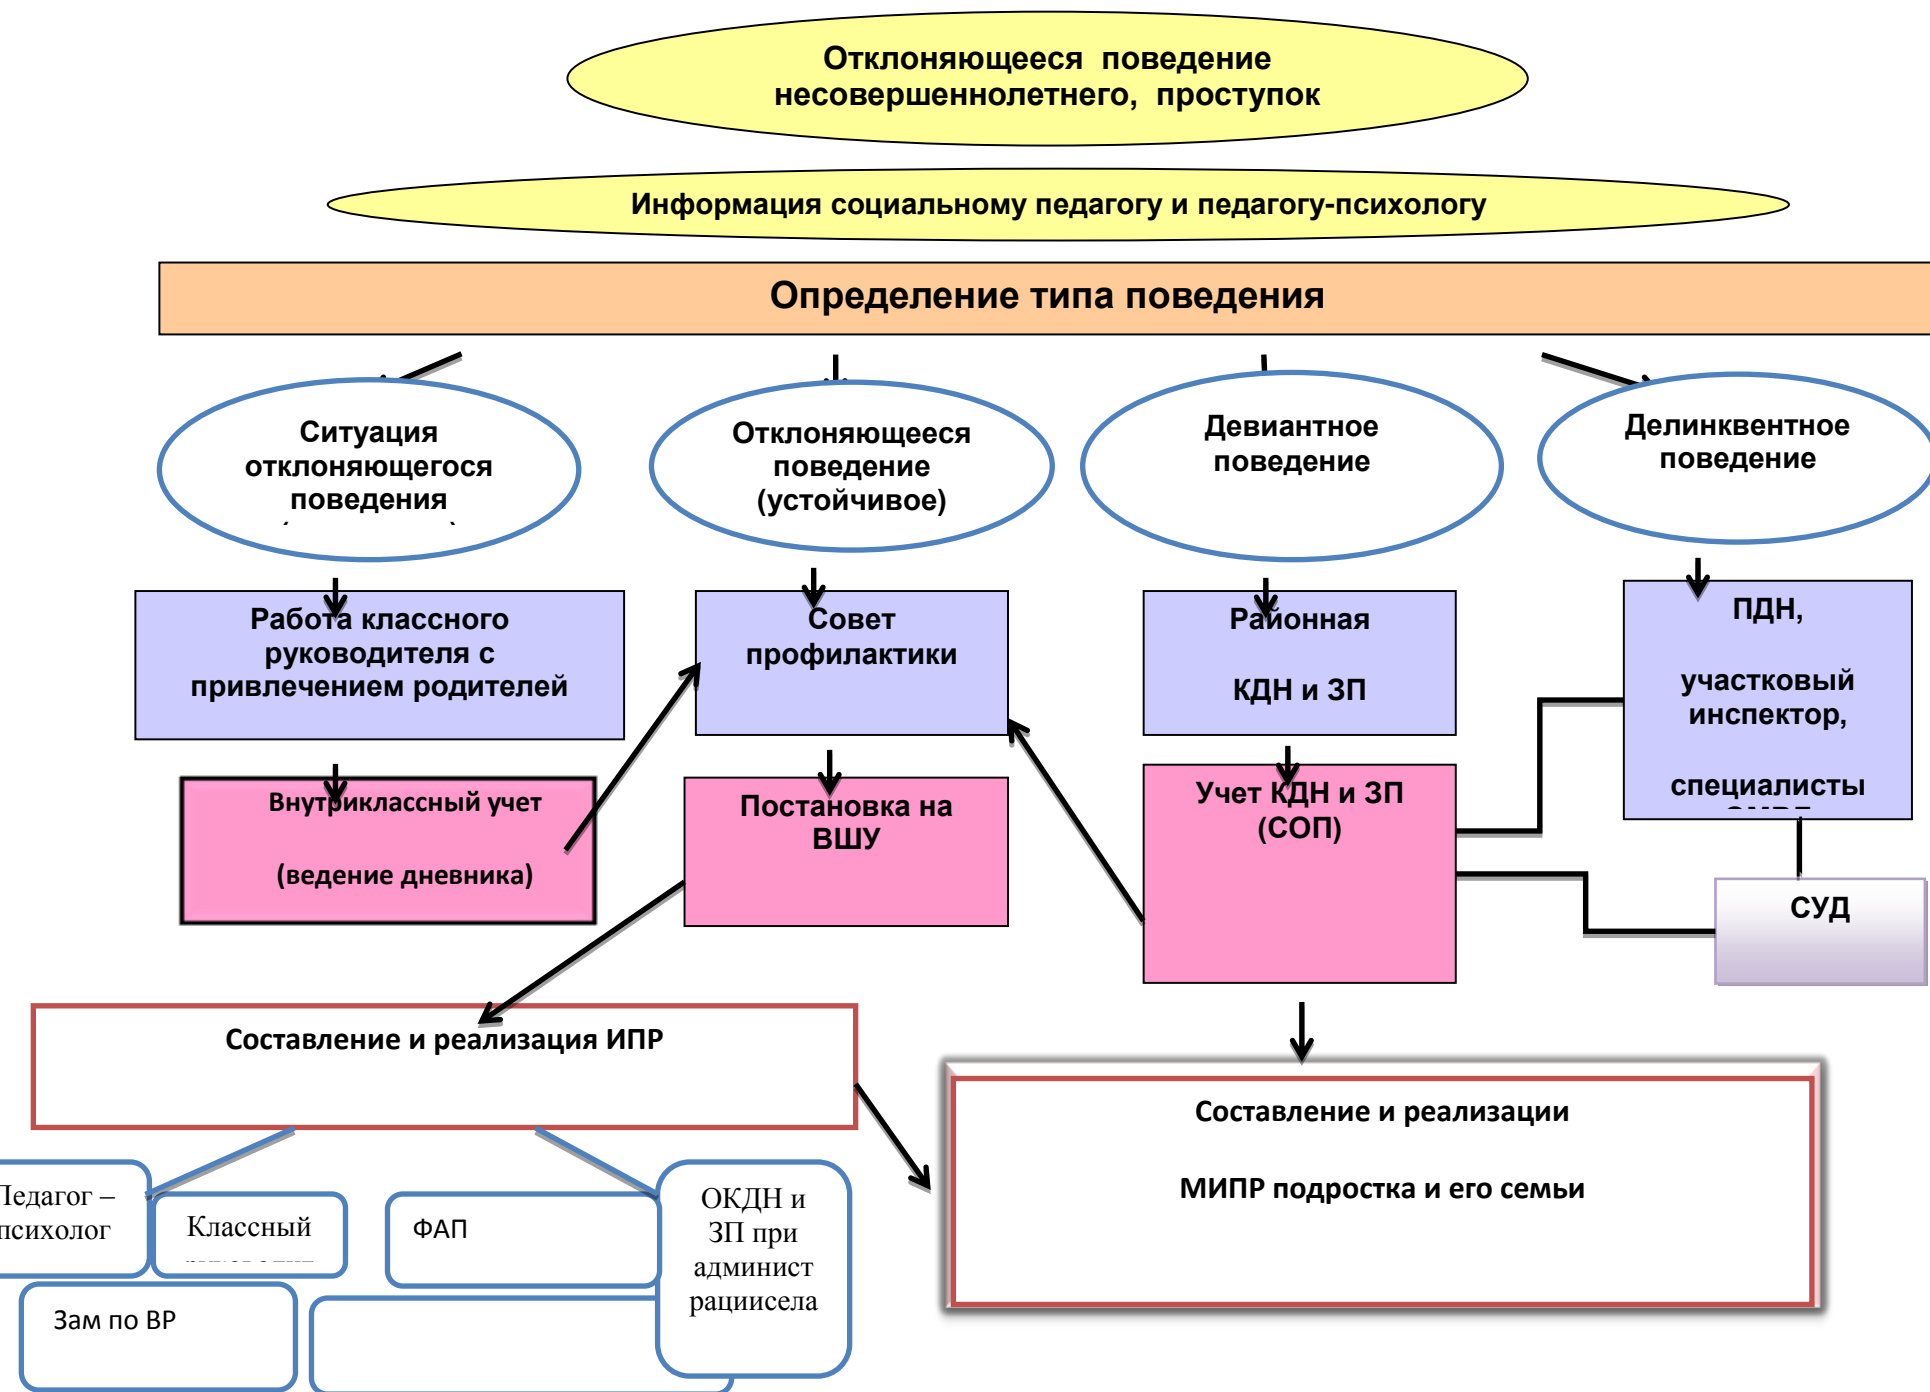 Отклоняющееся поведение
несовершеннолетнего, проступок
Информация социальному педагогу и педагогу-психологу
Определение типа поведения
Ситуация
отклоняющегося
поведения
Отклоняющееся
поведение
(устойчивое)
Девиантное
поведение
Делинквентное
поведение
Работа классного
руководителя с
привлечением родителей
Совет
профилактики
Районная
КДН и ЗП
ПДН,
участковый
инспектор,
специалисты
Внутриклассный учет
(ведение дневника)
Постановка на
ВШУ
Учет КДН и ЗП
(СОП)
СУД
Составление и реализация ИПР
Составление и реализации
МИПР подростка и его семьи
Педагог –
психолог
Классный
ФАП
ОКДН и
ЗП при
админист
рациисела
Зам по ВР